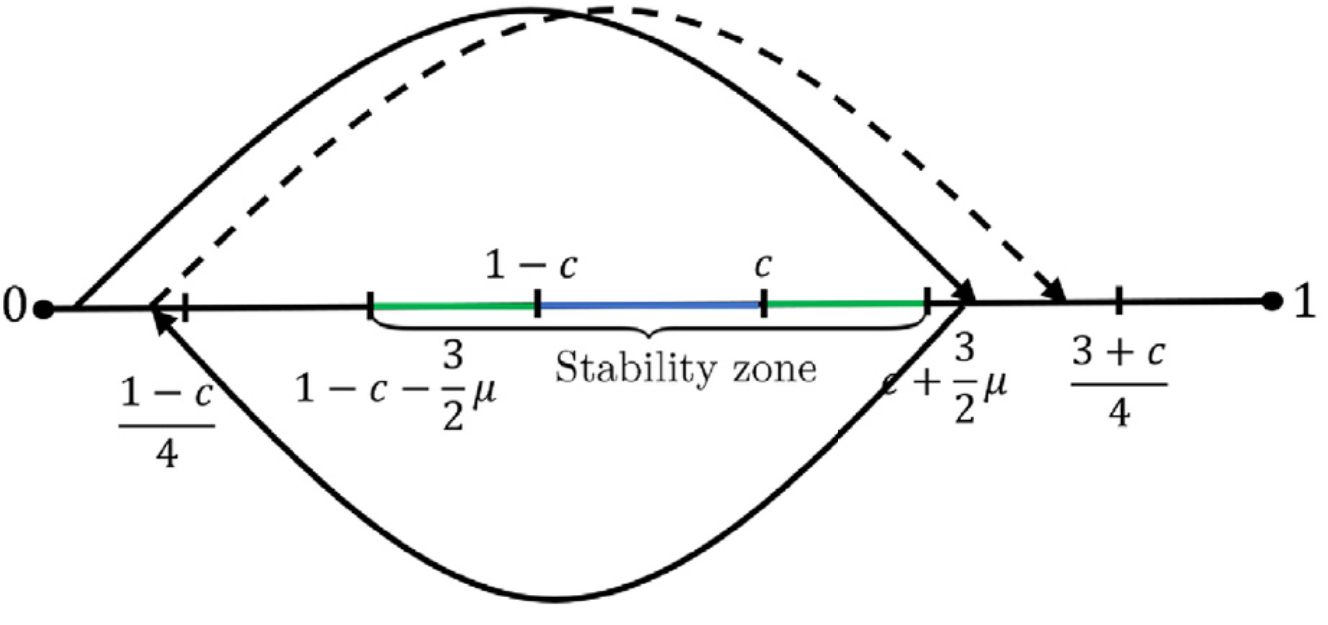 1 − c
c
0
1
1 − c
4
1 − c − 3/2 μ
Stability zone
c + 3/2 μ
3 + c
4